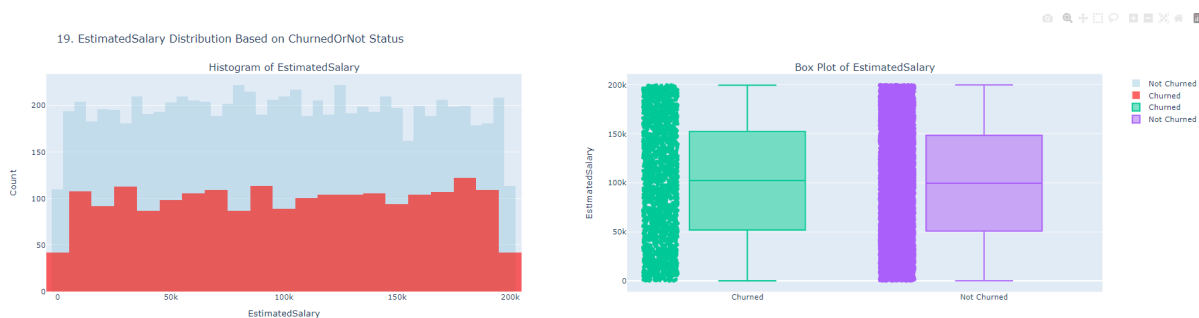 19. EstimatedSalary Distribution Based on ChurnedOrNot Status
Histogram of EstimatedSalary
200
150
100
50
0
Count
0 50k 100k 150k 200k
EstimatedSalary
Box Plot of EstimatedSalary
200k
150k
100k
50k
0
EstimatedSalary
Churned Not Churned
Not Churned
Churned
Churned
Not Churned